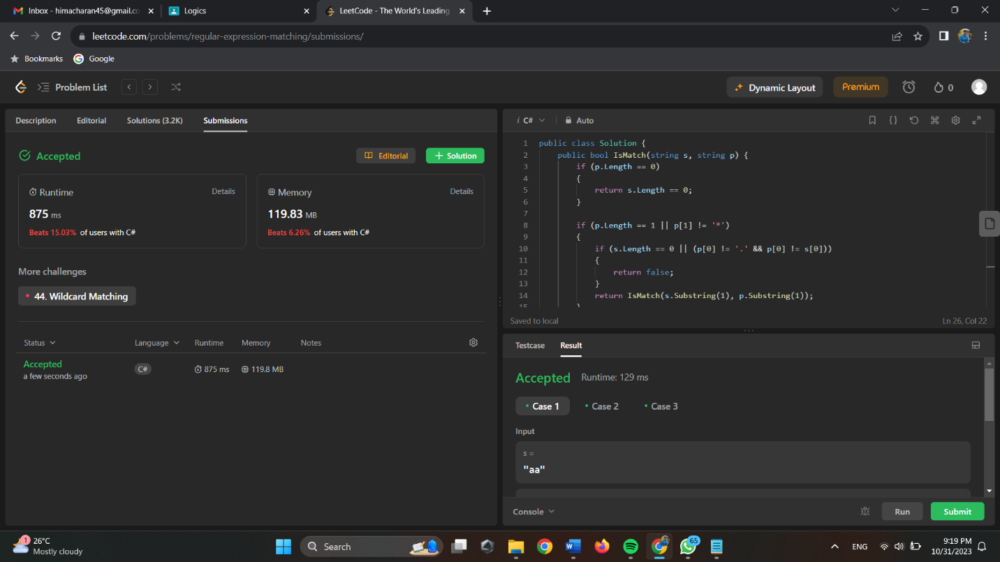 Inbox - himacharan45@gmail.co
Logics
LeetCode - The World's Leading
leetcode.com/problems/regular-expression-matching/submissions/
Bookmarks
Google
Problem List
Dynamic Layout
Premium
0
Description
Editorial
Solutions (3.2K)
Submissions
Accepted
Editorial
+ Solution
Runtime
Details
875 ms
Beats 15.03% of users with C#
Memory
Details
119.83 MB
Beats 6.26% of users with C#
More challenges
44. Wildcard Matching
Status
Language
Runtime
Memory
Notes
Accepted
a few seconds ago
C#
875 ms
119.8 MB
i C#
Auto
1 public class Solution {
2     public bool IsMatch(string s, string p) {
3         if (p.Length == 0)
4         {
5             return s.Length == 0;
6         }
7
8         if (p.Length == 1 || p[1] != '*')
9         {
10             if (s.Length == 0 || (p[0] != '.' && p[0] != s[0]))
11             {
12                 return false;
13             }
14             return IsMatch(s.Substring(1), p.Substring(1));
15         }
Saved to local
Ln 26, Col 22
Testcase
Result
Accepted
Runtime: 129 ms
Case 1
Case 2
Case 3
Input
s =
"aa"
Console
Run
Submit
1
26°C
Mostly cloudy
Search
65
ENG
9:19 PM
10/31/2023